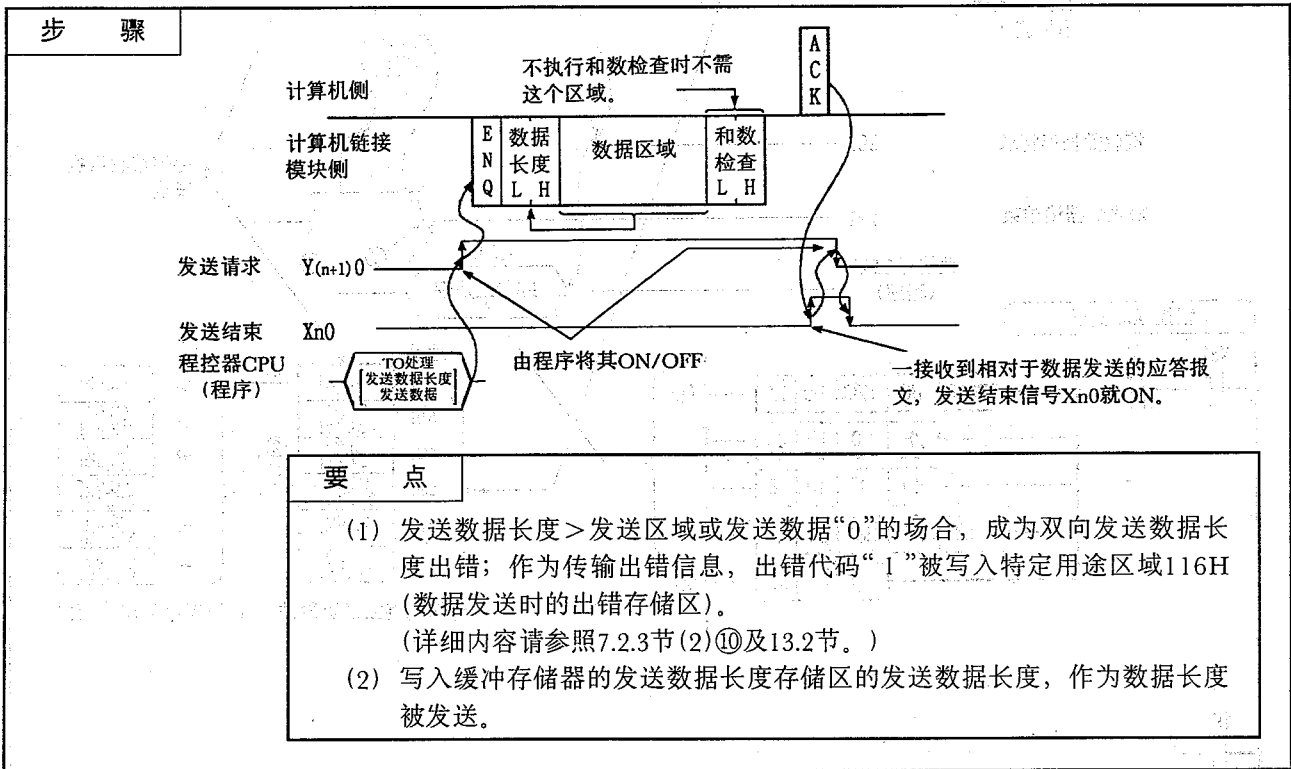 步 骤
A
C
K
不执行和数检查时不需
这个区域。
计算机侧
计算机链接
模块侧
E
N
Q
数据
长度
L H
数据区域
和数
检查
L H
发送请求 Y(n+1)0
发送结束 Xn0
程控器CPU
(程序)
TO处理
发送数据长度
发送数据
由程序将其ON/OFF
一接收到相对于数据发送的应答报
文，发送结束信号Xn0就ON。
要 点
(1) 发送数据长度＞发送区域或发送数据“0”的场合，成为双向发送数据长
度出错；作为传输出错信息，出错代码“1”被写入特定用途区域116H
(数据发送时的出错存储区)。
(详细内容请参照7.2.3节(2)⑩及13.2节。)
(2) 写入缓冲存储器的发送数据长度存储区的发送数据长度，作为数据长度
被发送。